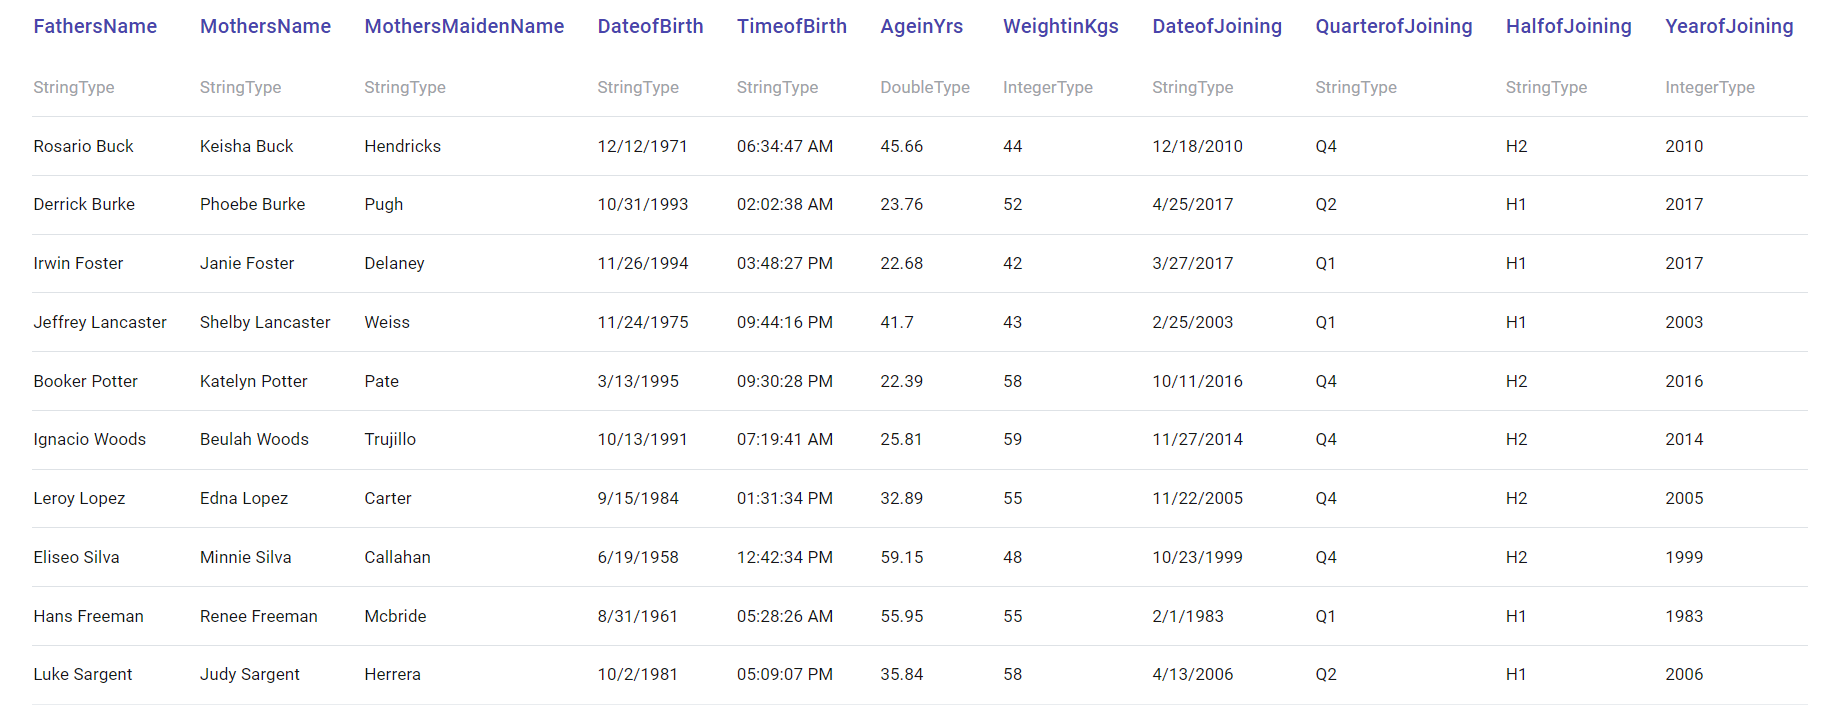 FathersName MothersName MothersMaidenName DateofBirth TimeofBirth AgeinYrs WeightinKgs DateofJoining QuarterofJoining HalfofJoining YearofJoining
StringType StringType StringType StringType StringType DoubleType IntegerType StringType StringType StringType IntegerType
Rosario Buck Keisha Buck Hendricks 12/12/1971 06:34:47 AM 45.66 44 12/18/2010 Q4 H2 2010
Derrick Burke Phoebe Burke Pugh 10/31/1993 02:02:38 AM 23.76 52 4/25/2017 Q2 H1 2017
Irwin Foster Janie Foster Delaney 11/26/1994 03:48:27 PM 22.68 42 3/27/2017 Q1 H1 2017
Jeffrey Lancaster Shelby Lancaster Weiss 11/24/1975 09:44:16 PM 41.7 43 2/25/2003 Q1 H1 2003
Booker Potter Katelyn Potter Pate 3/13/1995 09:30:28 PM 22.39 58 10/11/2016 Q4 H2 2016
Ignacio Woods Beulah Woods Trujillo 10/13/1991 07:19:41 AM 25.81 59 11/27/2014 Q4 H2 2014
Leroy Lopez Edna Lopez Carter 9/15/1984 01:31:34 PM 32.89 55 11/22/2005 Q4 H2 2005
Eliseo Silva Minnie Silva Callahan 6/19/1958 12:42:34 PM 59.15 48 10/23/1999 Q4 H2 1999
Hans Freeman Renee Freeman Mcbride 8/31/1961 05:28:26 AM 55.95 55 2/1/1983 Q1 H1 1983
Luke Sargent Judy Sargent Herrera 10/2/1981 05:09:07 PM 35.84 58 4/13/2006 Q2 H1 2006